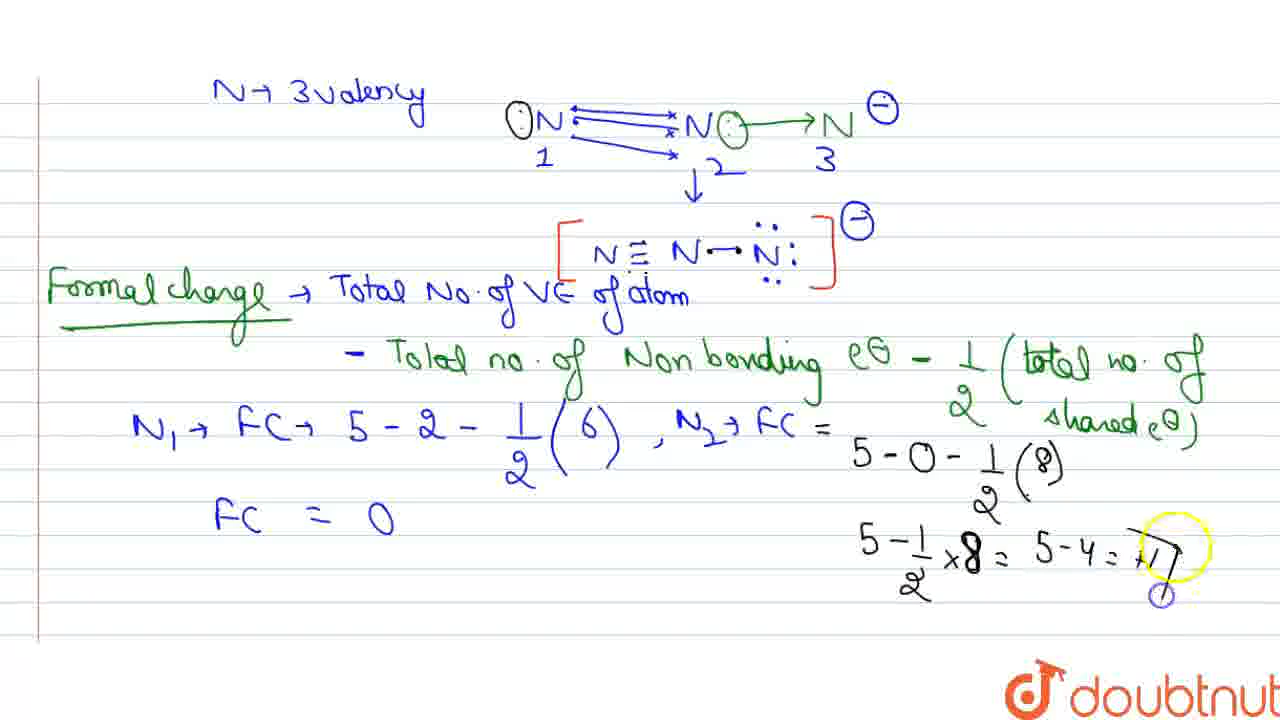 N → 3 valency
:N N : → N ⊖
1 2 3
↓
[ N ≡ N — N̈: ] ⊖
Formal charge → Total No. of VE of atom
- Total no. of Non bonding e⊖ - 1/2 (total no. of
shared e⊖)
N₁ → FC → 5 - 2 - 1/2 (6) , N₂ → FC =
5 - 0 - 1/2 (8)
FC = 0
5 - 1/2 × 8 = 5 - 4 = +1
doubtnut